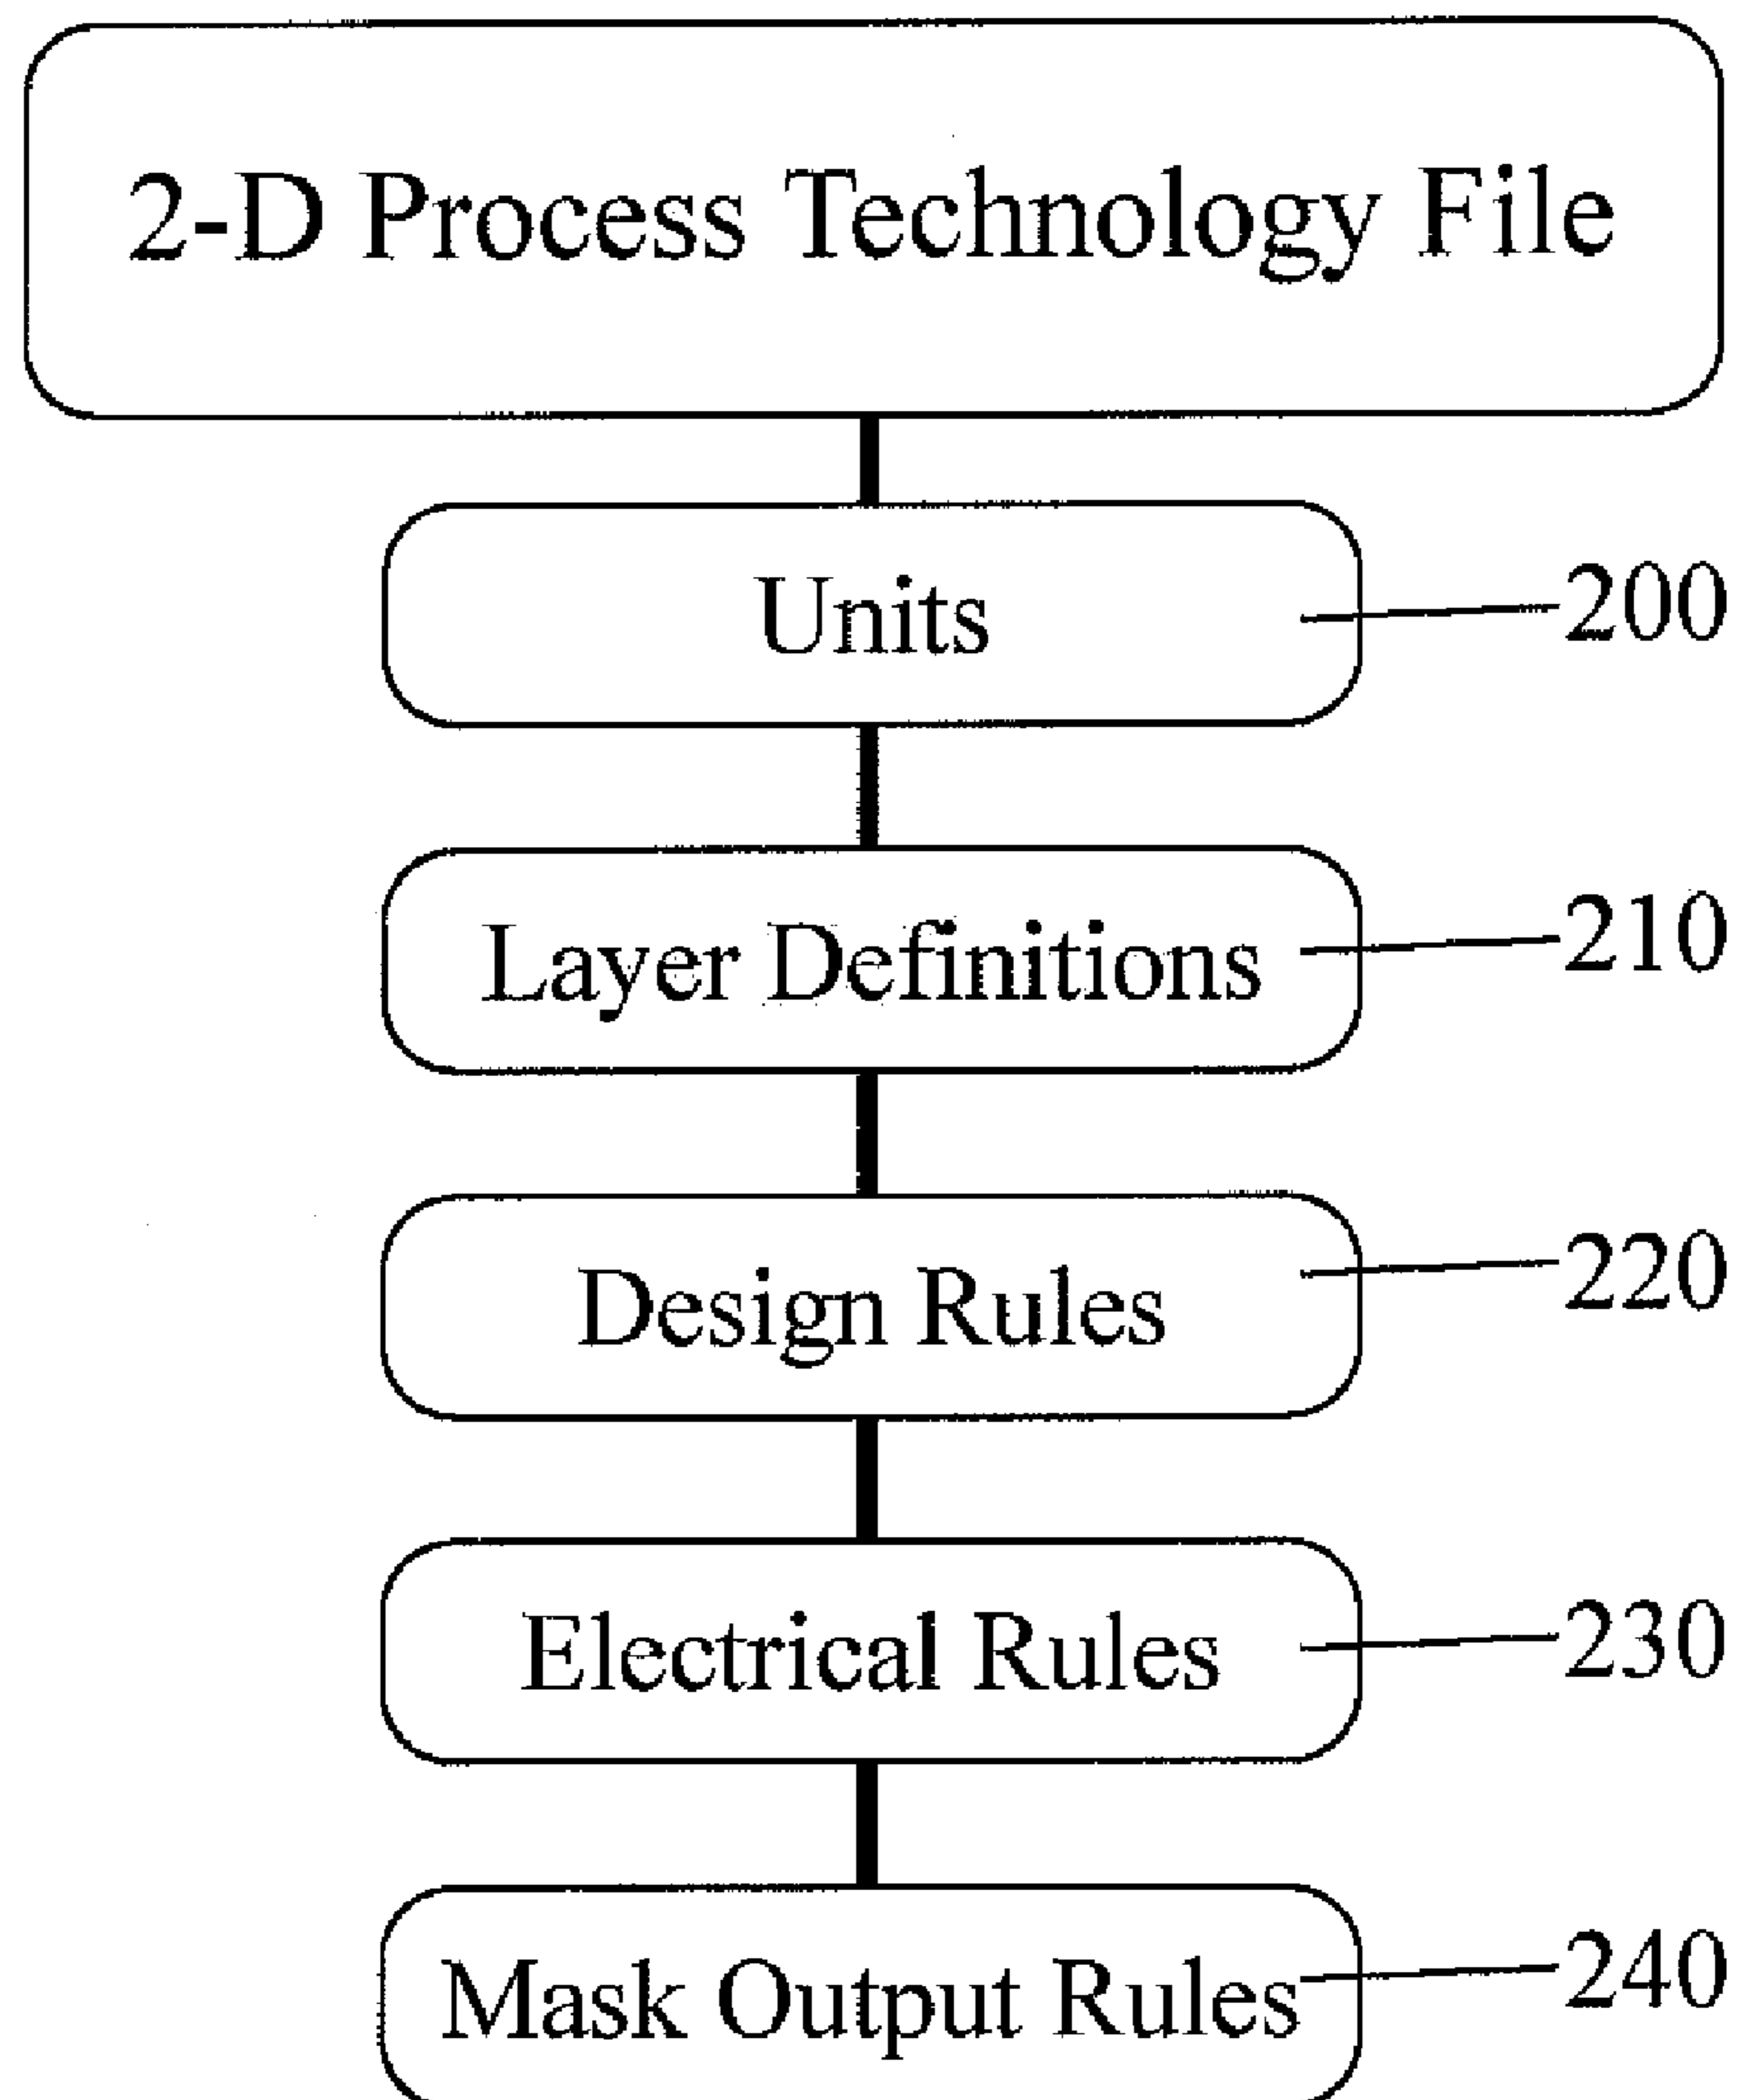 2-D Process Technology File
Units
200
Layer Definitions
210
Design Rules
220
Electrical Rules
230
Mask Output Rules
240